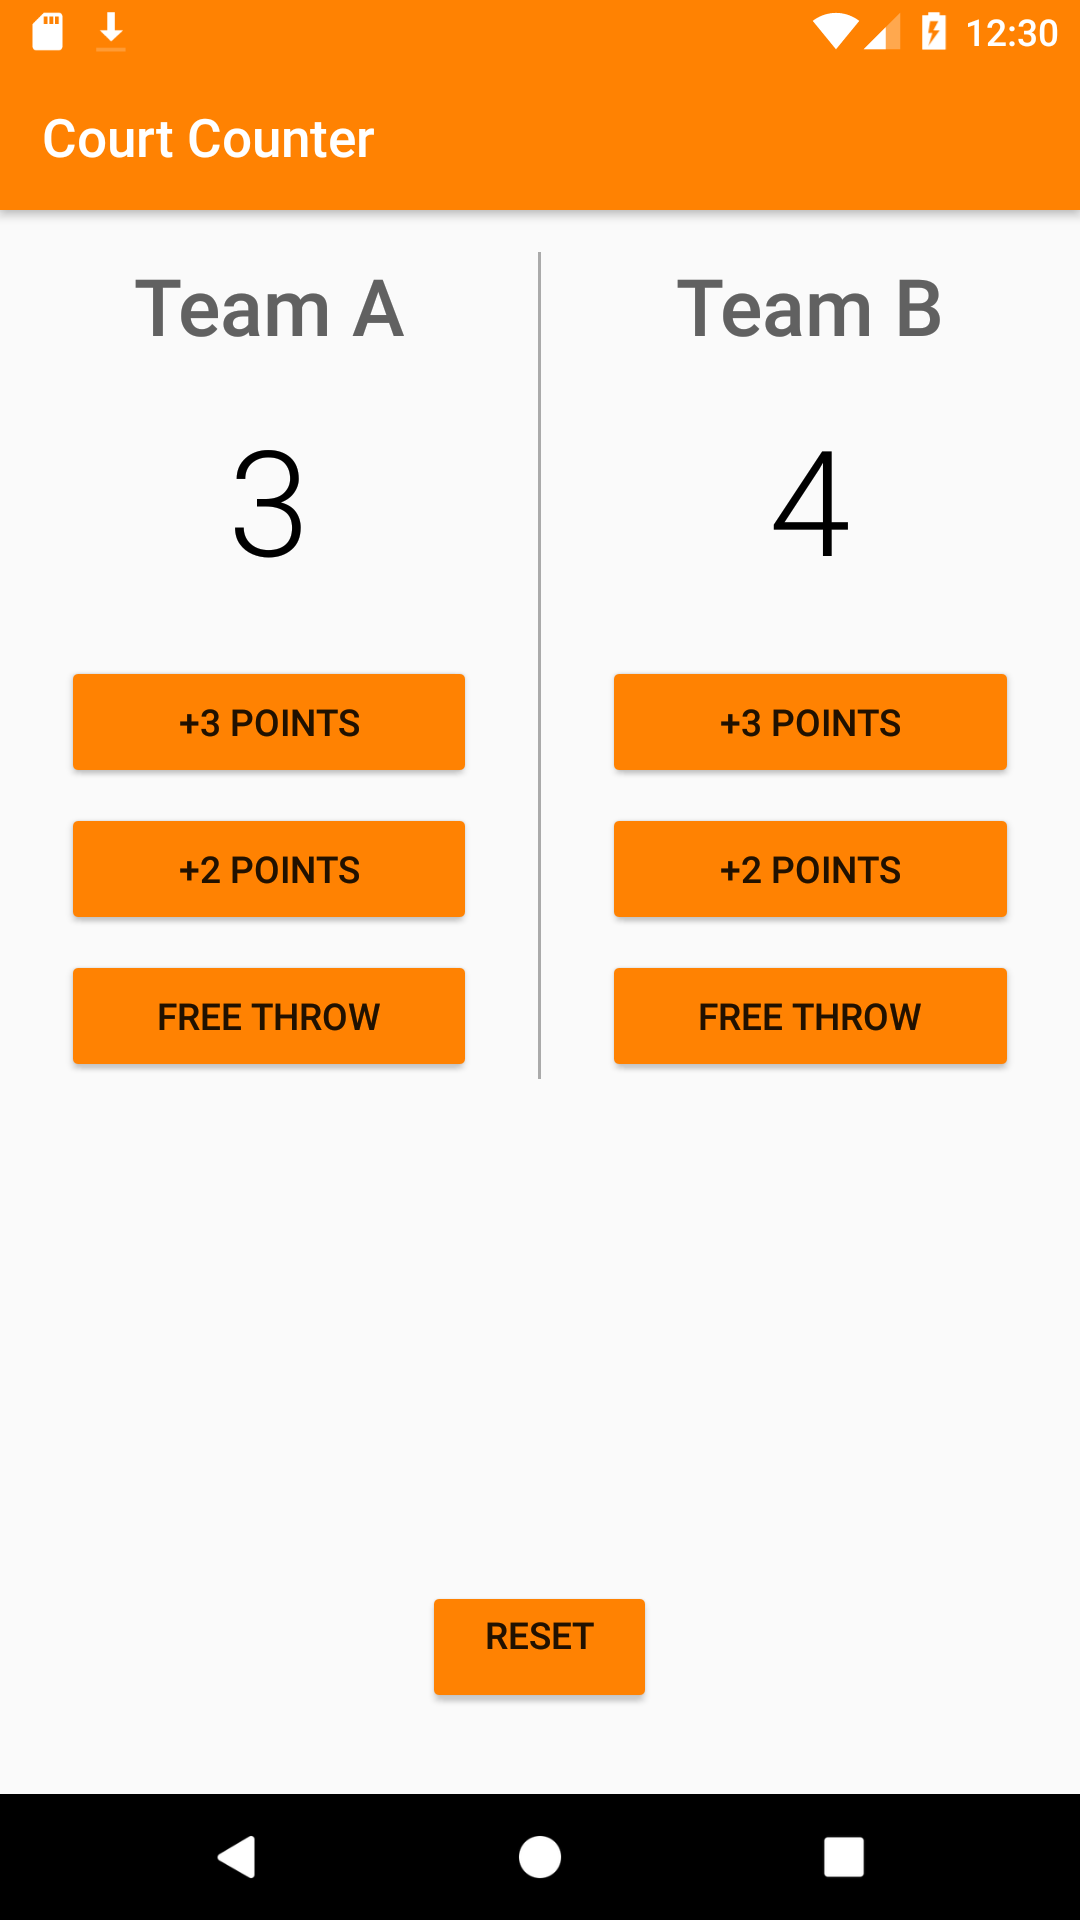 12:30
Court Counter
Team A
Team B
3
4
+3 POINTS
+3 POINTS
+2 POINTS
+2 POINTS
FREE THROW
FREE THROW
RESET